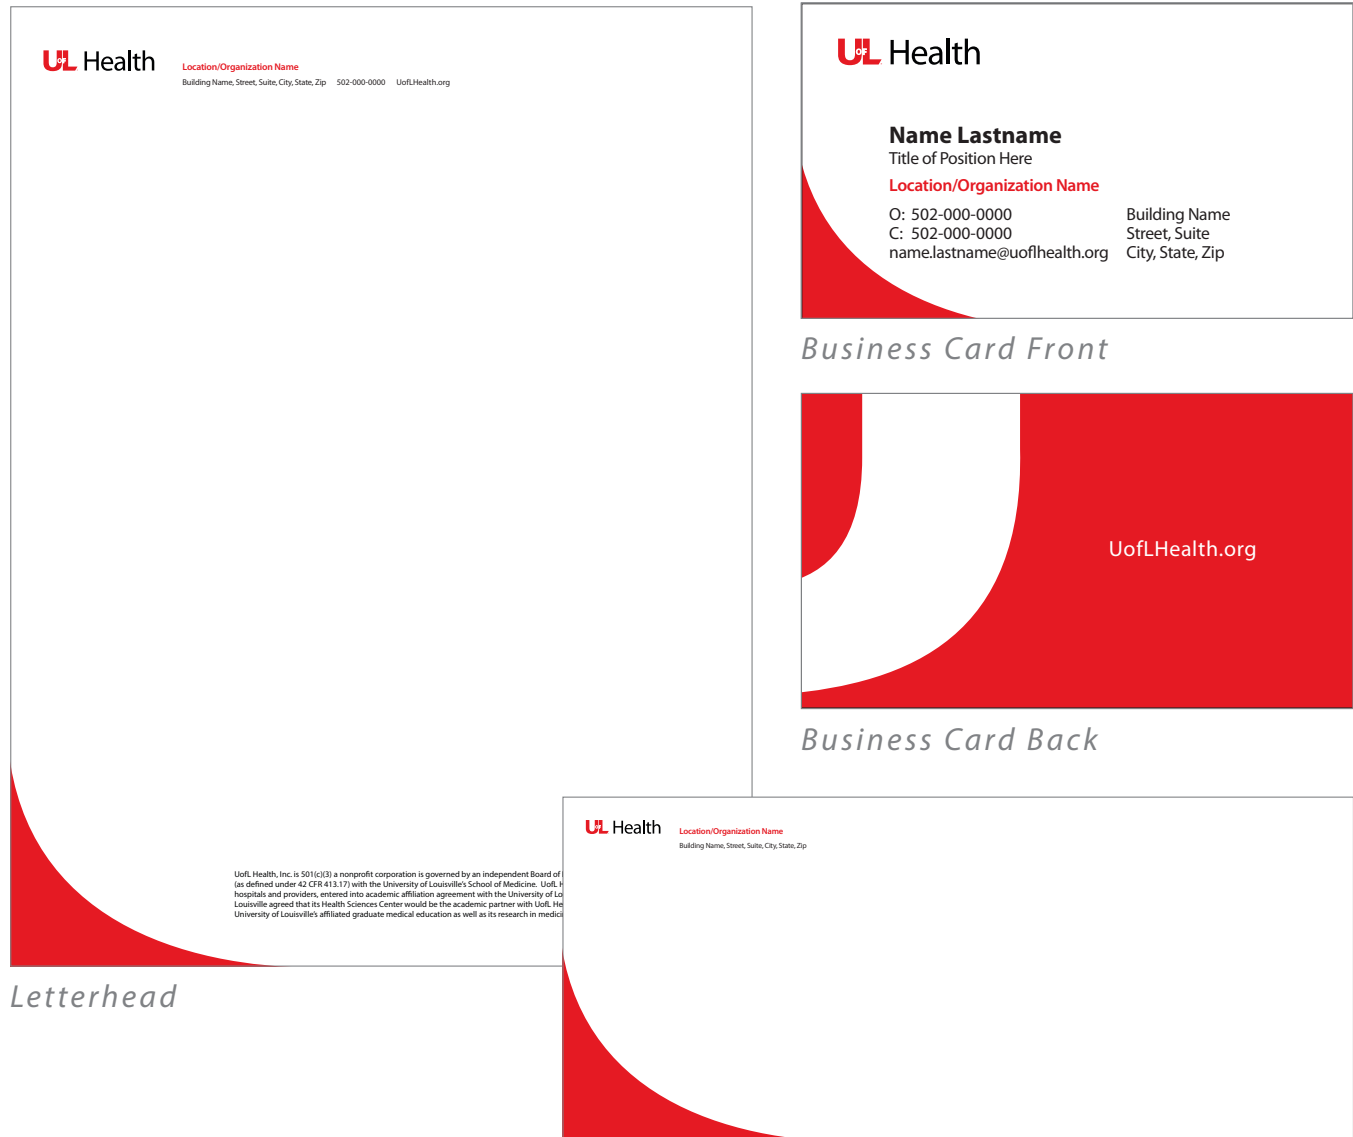 UofL Health
Location/Organization Name
Building Name, Street, Suite, City, State, Zip 502-000-0000 UofLHealth.org
UofL Health, Inc. is 501(c)(3) a nonprofit corporation is governed by an independent Board of
(as defined under 42 CFR 413.17) with the University of Louisville's School of Medicine. UofL
hospitals and providers, entered into academic affiliation agreement with the University of
Louisville agreed that its Health Sciences Center would be the academic partner with UofL
University of Louisville's affiliated graduate medical education as well as its research in
Letterhead
UofL Health
Name Lastname
Title of Position Here
Location/Organization Name
O: 502-000-0000
C: 502-000-0000
name.lastname@uoflhealth.org
Building Name
Street, Suite
City, State, Zip
Business Card Front
UofLHealth.org
Business Card Back
UofL Health
Location/Organization Name
Building Name, Street, Suite, City, State, Zip